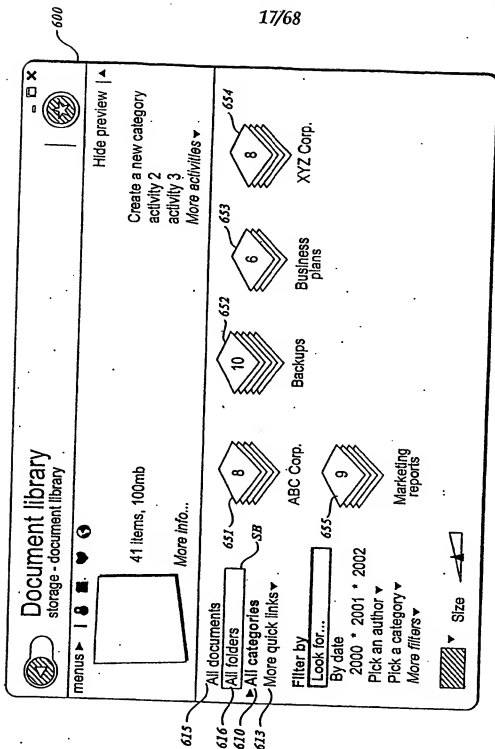 17/68
600
Document library
storage - document library
menus
Hide preview
41 items, 100mb
More info...
Create a new category
activity 2
activity 3
More activities
615
616
610
613
All documents
All folders
SB
All categories
More quick links
Filter by
Look for...
By date
2000 * 2001 * 2002
Pick an author
Pick a category
More filters
Size
651
8
ABC Corp.
652
10
Backups
653
6
Business
plans
654
8
XYZ Corp.
655
9
Marketing
reports